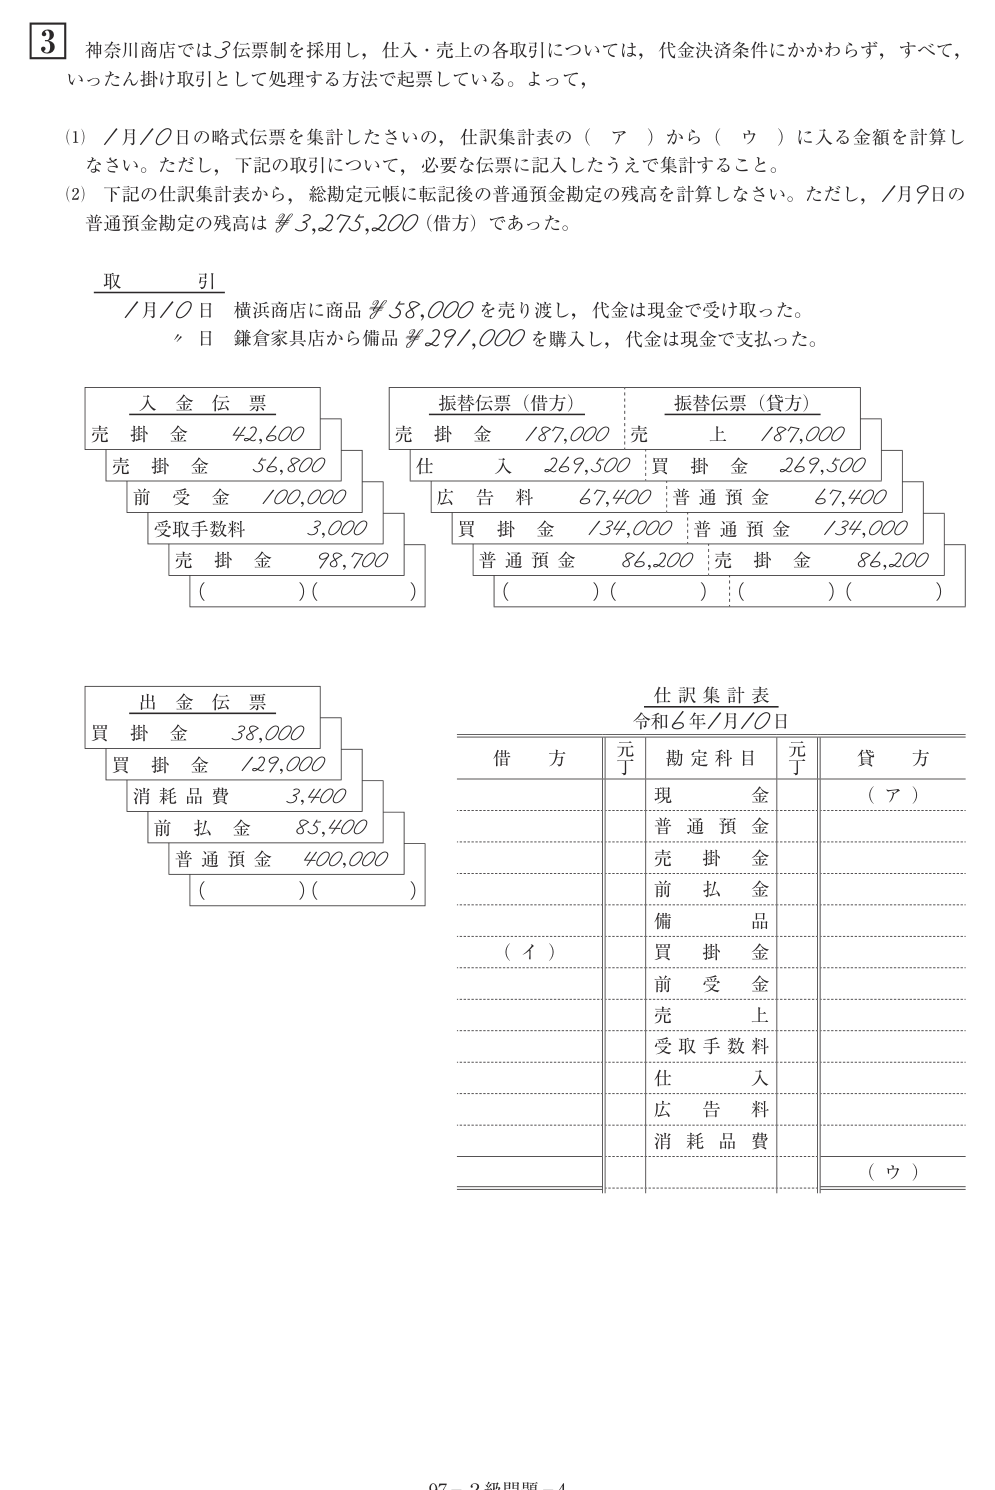 3 神奈川商店では3伝票制を採用し，仕入・売上の各取引については，代金決済条件にかかわらず，すべて，
いったん掛け取引として処理する方法で起票している。よって，
⑴ 1月10日の略式伝票を集計したさいの，仕訳集計表の（ ア ）から（ ウ ）に入る金額を計算し
なさい。ただし，下記の取引について，必要な伝票に記入したうえで集計すること。
⑵ 下記の仕訳集計表から，総勘定元帳に転記後の普通預金勘定の残高を計算しなさい。ただし，1月9日の
普通預金勘定の残高は ¥3,275,200（借方）であった。
取 引
1月10日 横浜商店に商品 ¥58,000 を売り渡し，代金は現金で受け取った。
〃 日 鎌倉家具店から備品 ¥291,000 を購入し，代金は現金で支払った。
入金伝票
売掛金 42,600
売掛金 56,800
前受金 100,000
受取手数料 3,000
売掛金 98,700
（ ）（ ）
振替伝票（借方） 振替伝票（貸方）
売掛金 187,000 売上 187,000
仕入 269,500 買掛金 269,500
広告料 67,400 普通預金 67,400
買掛金 134,000 普通預金 134,000
普通預金 86,200 売掛金 86,200
（ ）（ ） （ ）（ ）
出金伝票
買掛金 38,000
買掛金 129,000
消耗品費 3,400
前払金 85,400
普通預金 400,000
（ ）（ ）
仕訳集計表
令和6年1月10日
借方 元丁 勘定科目 元丁 貸方
現金 （ ア ）
普通預金
売掛金
前払金
備品
（ イ ） 買掛金
前受金
売上
受取手数料
仕入
広告料
消耗品費
（ ウ ）